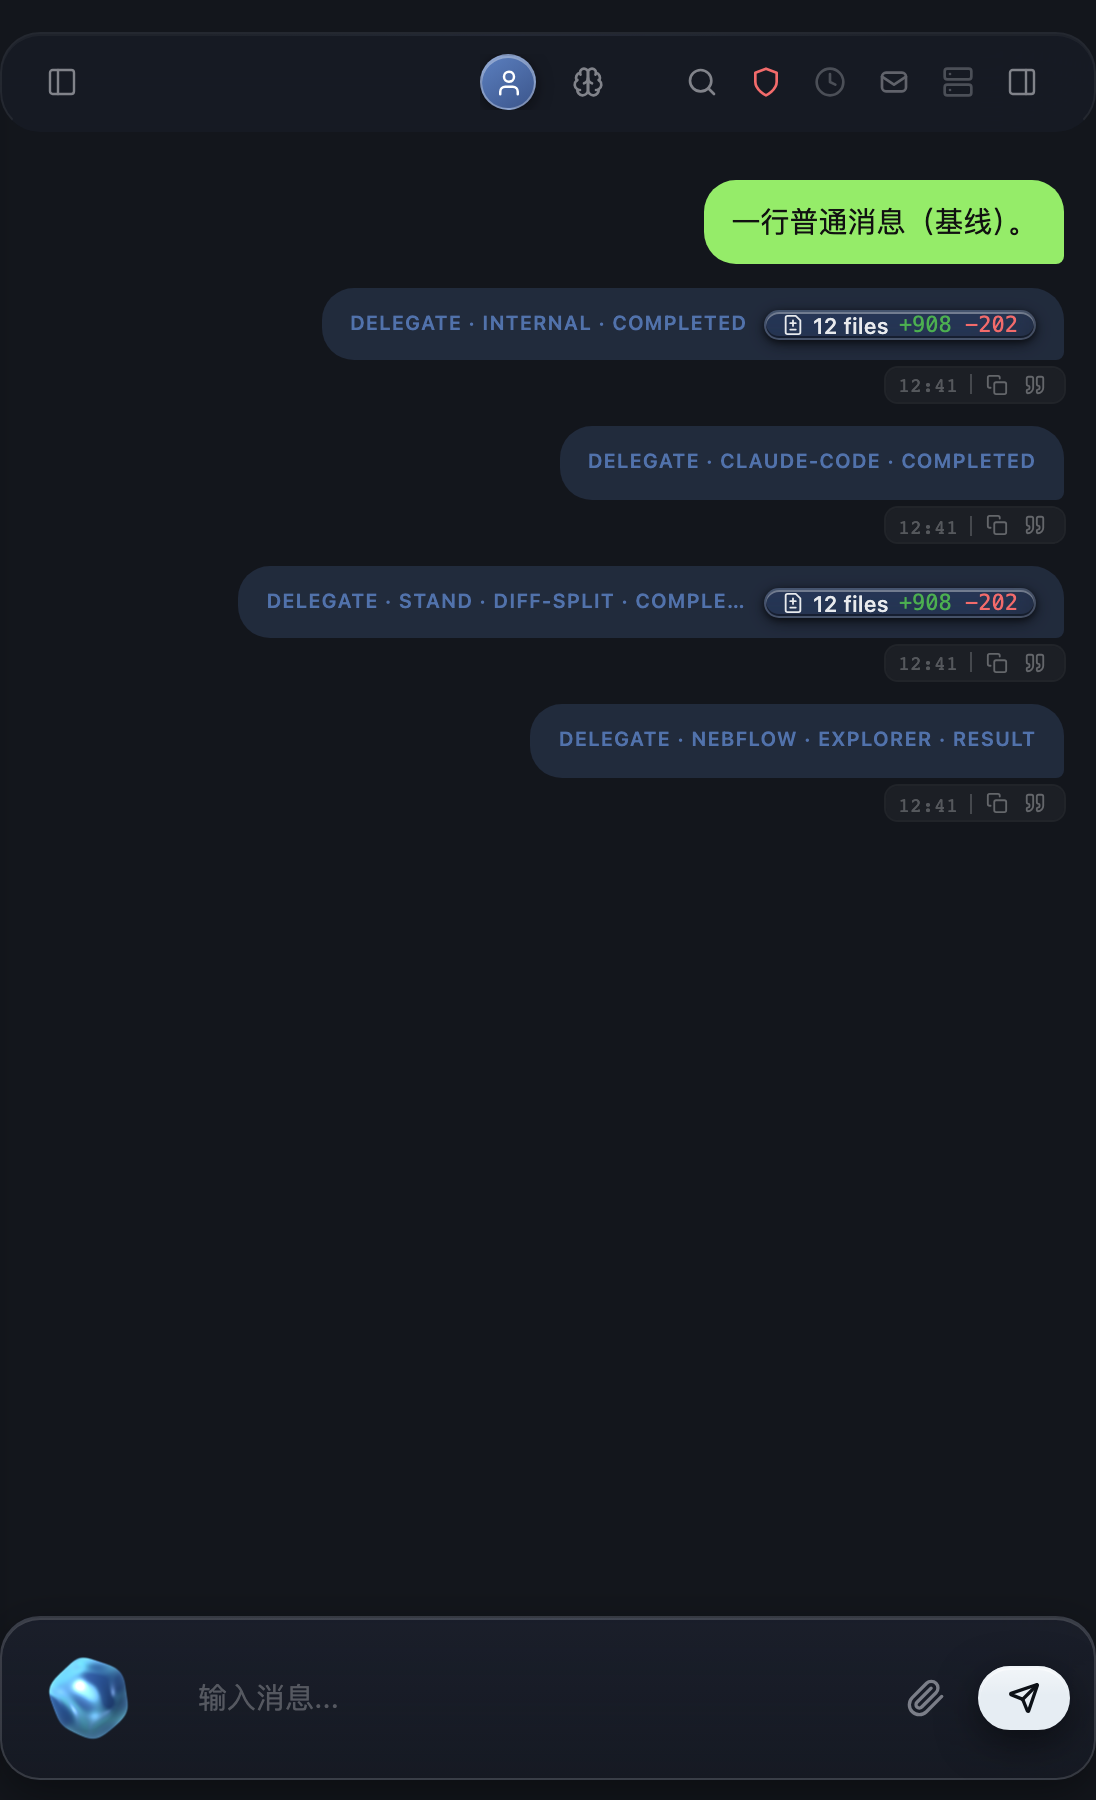 一行普通消息（基线）。
DELEGATE · INTERNAL · COMPLETED 12 files +908 −202
12:41
DELEGATE · CLAUDE-CODE · COMPLETED
12:41
DELEGATE · STAND · DIFF-SPLIT · COMPLE… 12 files +908 −202
12:41
DELEGATE · NEBFLOW · EXPLORER · RESULT
12:41
输入消息...